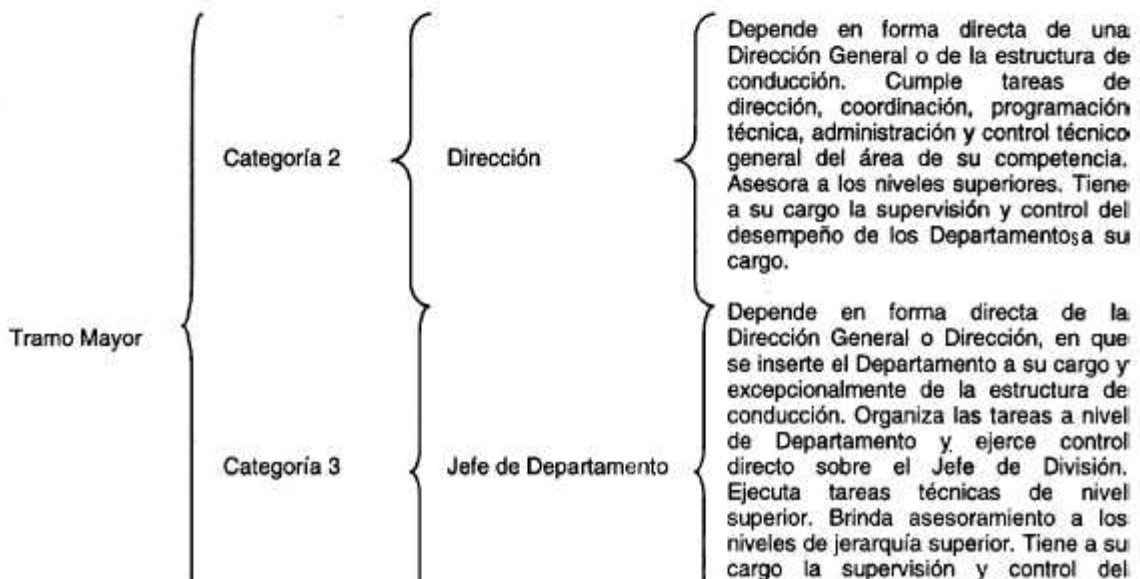 Tramo Mayor
Categoría 2
Dirección
Depende en forma directa de una
Dirección General o de la estructura de
conducción. Cumple tareas de
dirección, coordinación, programación
técnica, administración y control técnico
general del área de su competencia.
Asesora a los niveles superiores. Tiene
a su cargo la supervisión y control del
desempeño de los Departamentos a su
cargo.
Categoría 3
Jefe de Departamento
Depende en forma directa de la
Dirección General o Dirección, en que
se inserte el Departamento a su cargo y
excepcionalmente de la estructura de
conducción. Organiza las tareas a nivel
de Departamento y ejerce control
directo sobre el Jefe de División.
Ejecuta tareas técnicas de nivel
superior. Brinda asesoramiento a los
niveles de jerarquía superior. Tiene a su
cargo la supervisión y control del